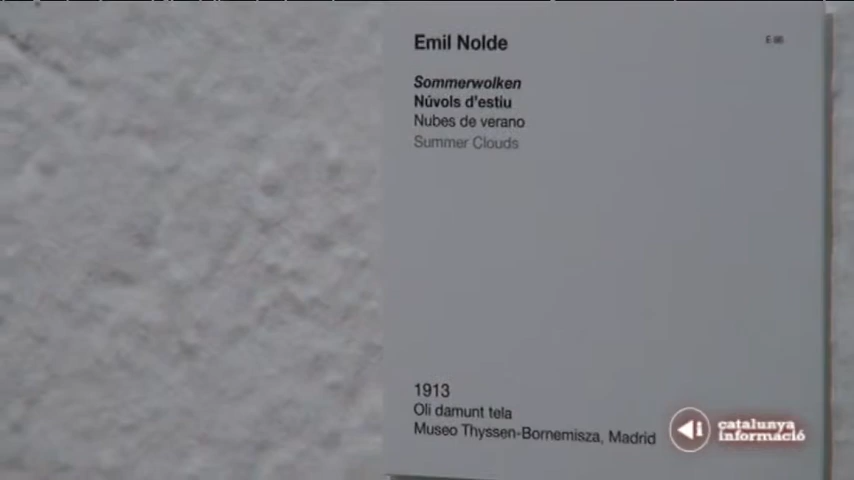 Emil Nolde
Sommerwolken
Núvols d'estiu
Nubes de verano
Summer Clouds
1913
Oli damunt tela
Museo Thyssen-Bornemisza, Madrid
catalunya
informació